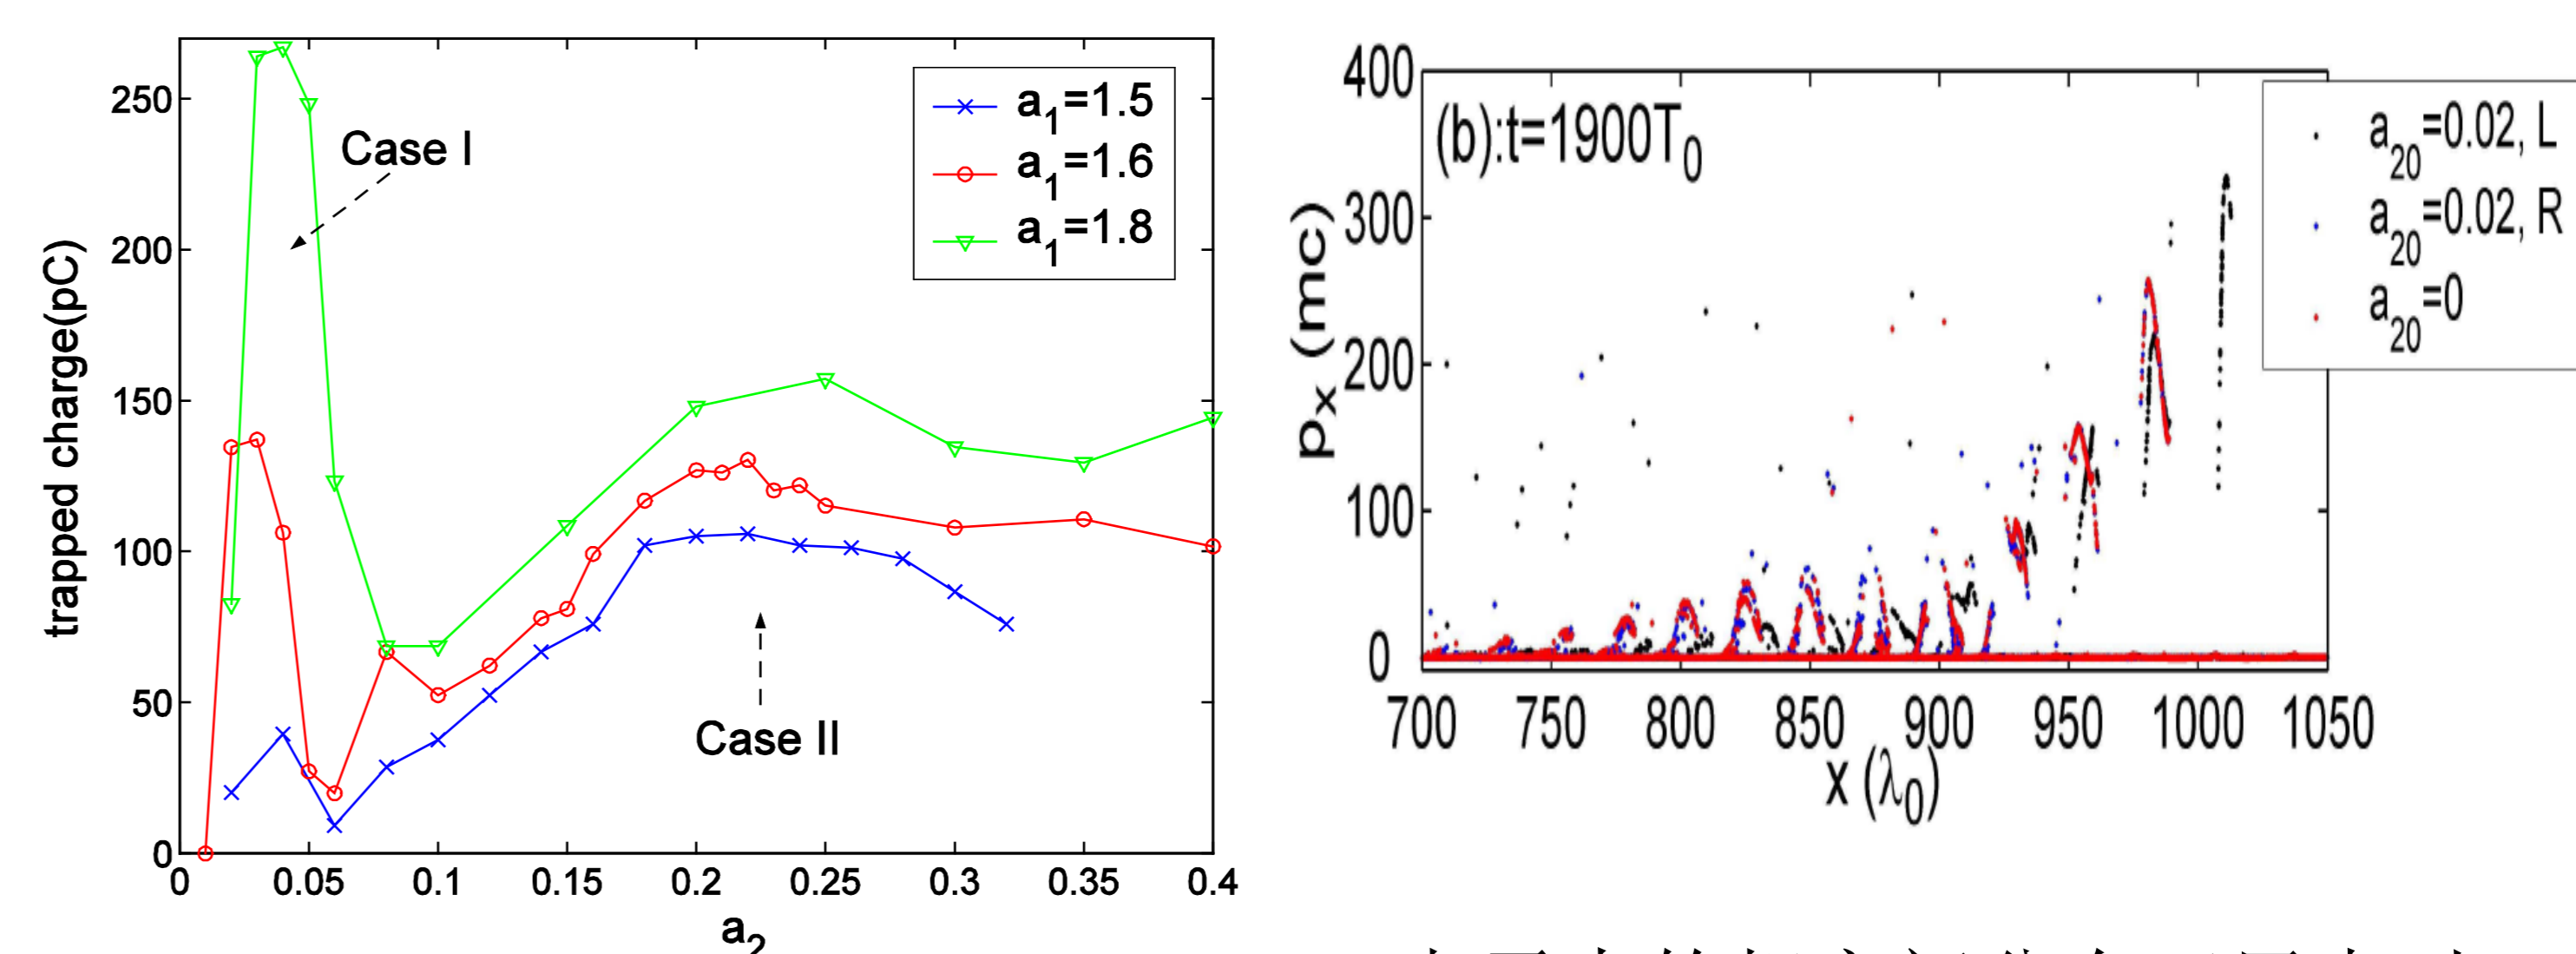 250
200
150
100
50
0
trapped charge(pC)
0 0.05 0.1 0.15 0.2 0.25 0.3 0.35 0.4
a2
Case I
Case II
a1=1.5
a1=1.6
a1=1.8
400
300
200
100
0
px (mc)
(b):t=1900T0
a20=0.02, L
a20=0.02, R
a20=0
700 750 800 850 900 950 1000 1050
x (λ0)